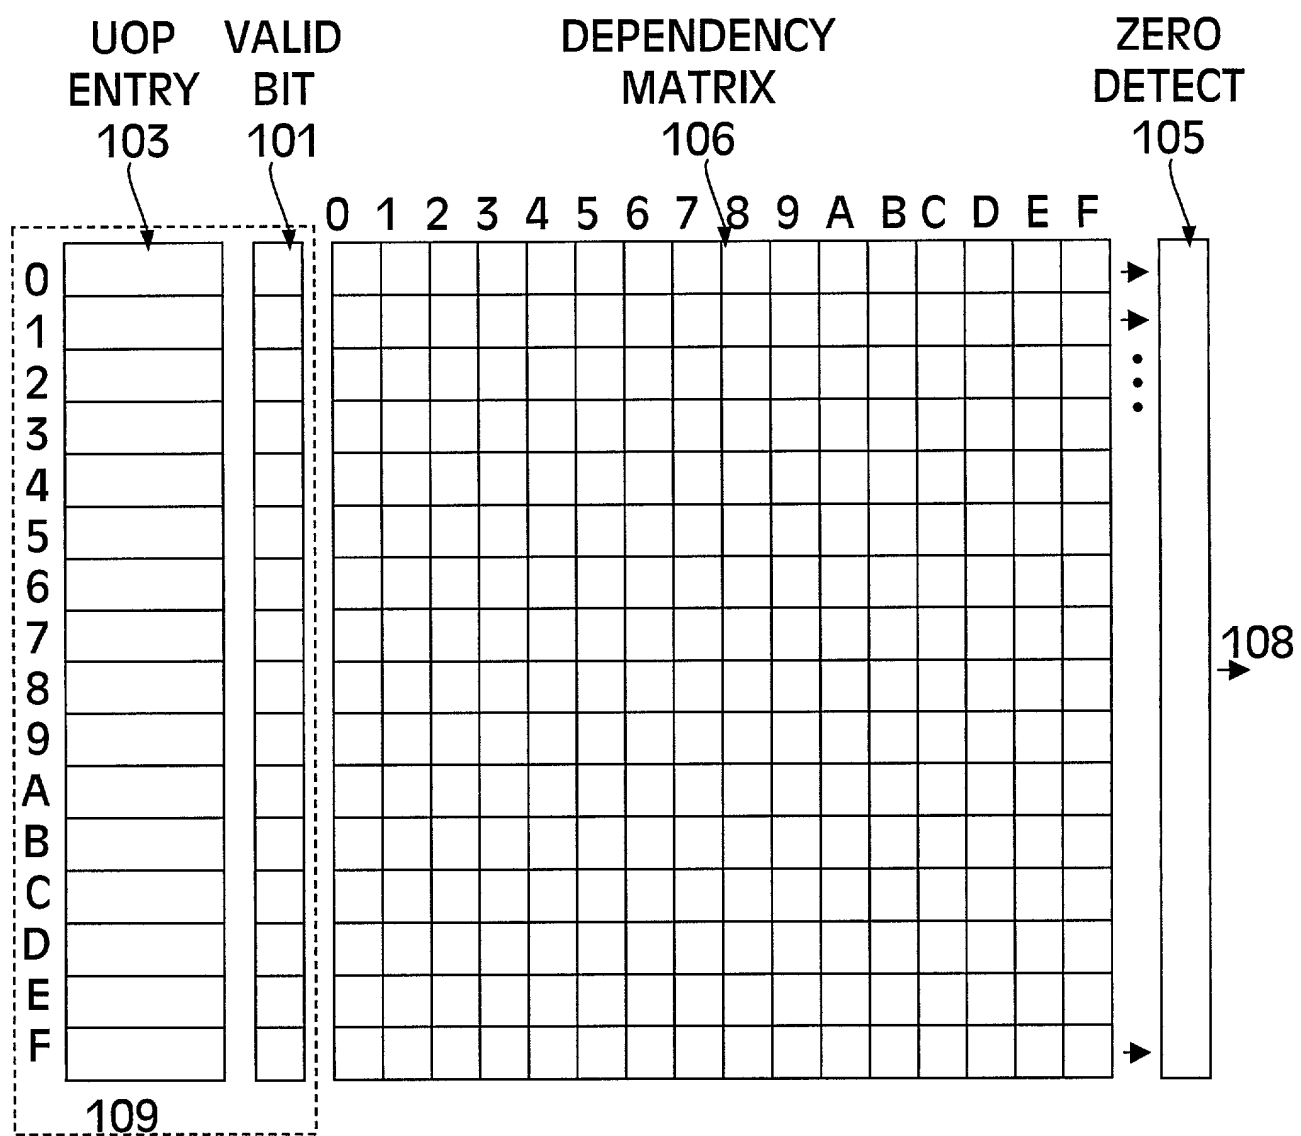 UOP ENTRY 103
VALID BIT 101
DEPENDENCY MATRIX 106
ZERO DETECT 105
0 1 2 3 4 5 6 7 8 9 A B C D E F
0
1
2
3
4
5
6
7
8
9
A
B
C
D
E
F
108
109